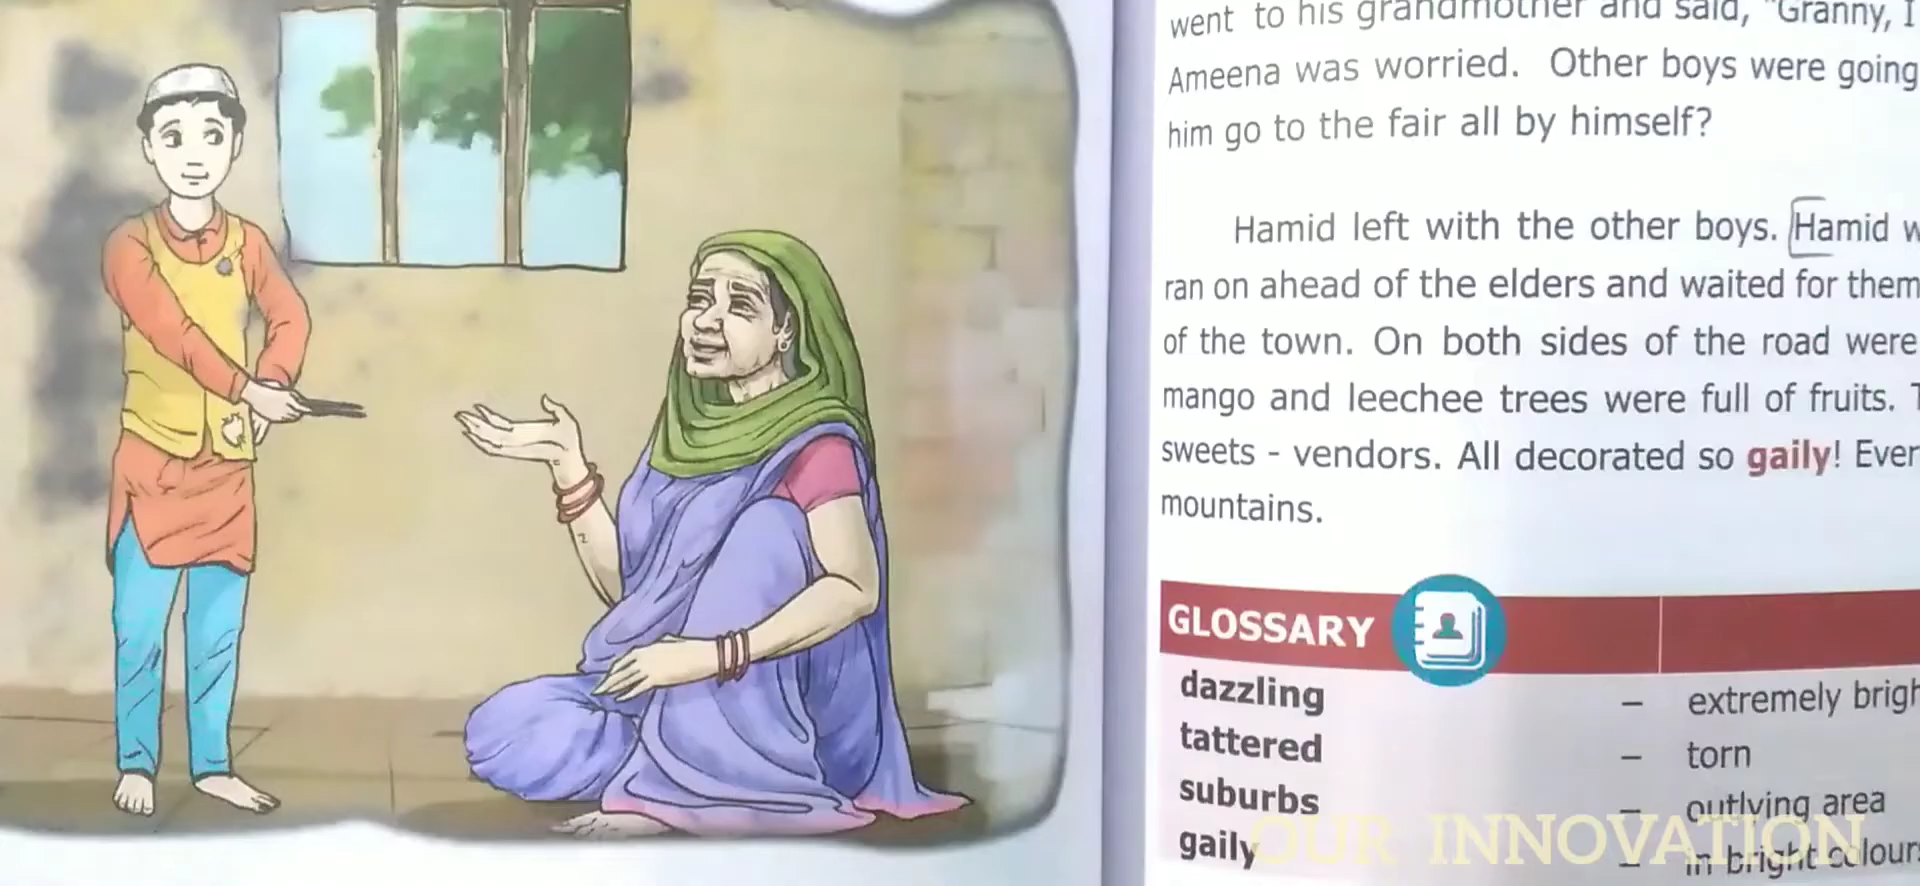 went to his grandmother and said, "Granny, I
Ameena was worried. Other boys were going
him go to the fair all by himself?
Hamid left with the other boys. Hamid w
ran on ahead of the elders and waited for them
of the town. On both sides of the road were
mango and leechee trees were full of fruits. T
sweets - vendors. All decorated so gaily! Ever
mountains.
GLOSSARY
dazzling – extremely brigh
tattered – torn
suburbs – outlying area
gaily – in bright colours
OUR INNOVATION